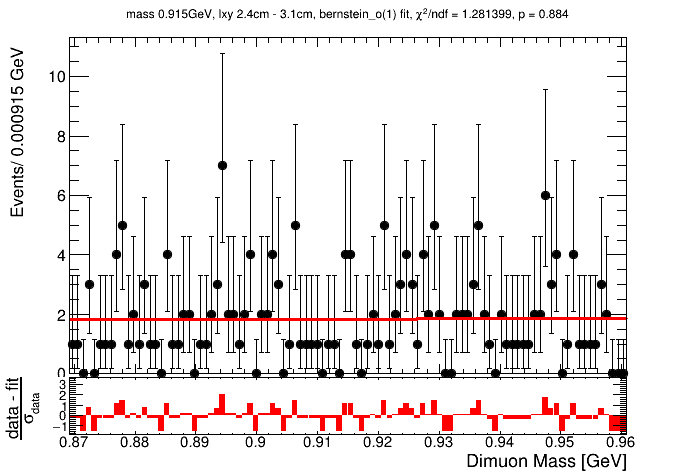 mass 0.915GeV, lxy 2.4cm - 3.1cm, bernstein_o(1) fit, χ²/ndf = 1.281399, p = 0.884
Events/ 0.000915 GeV
10
8
6
4
2
0
data - fit
σdata
3
2
1
0
−1
0.87 0.88 0.89 0.9 0.91 0.92 0.93 0.94 0.95 0.96
Dimuon Mass [GeV]